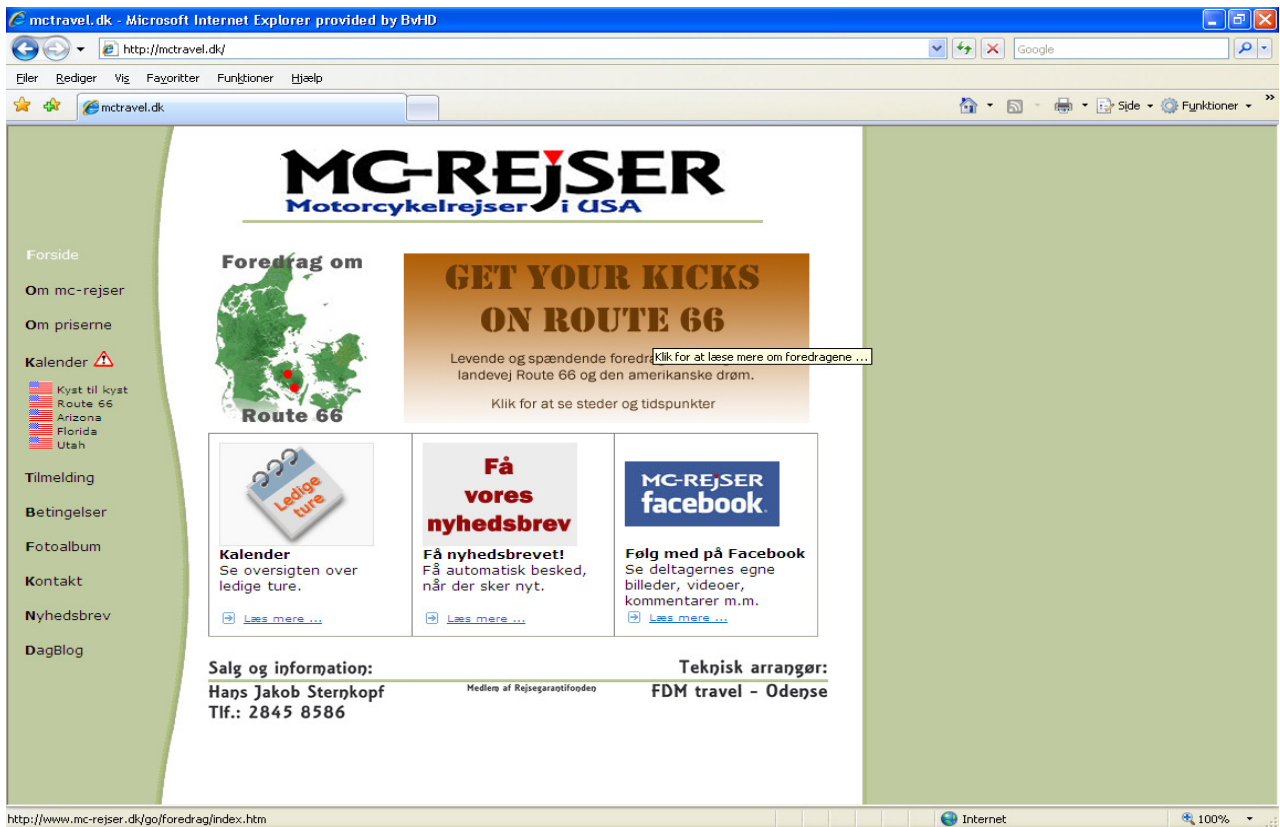 mctravel.dk - Microsoft Internet Explorer provided by BvHD
http://mctravel.dk/
Google
Filer Rediger Vis Favoritter Funktioner Hjælp
mctravel.dk
Side Funktioner
MC-REjSER
Motorcykelrejser i USA
Forside
Om mc-rejser
Om priserne
Kalender
Kyst til kyst
Route 66
Arizona
Florida
Utah
Tilmelding
Betingelser
Fotoalbum
Kontakt
Nyhedsbrev
DagBlog
Foredrag om
Route 66
GET YOUR KICKS
ON ROUTE 66
Levende og spændende
Klik for at læse mere om foredragene ...
landevej Route 66 og den amerikanske drøm.
Klik for at se steder og tidspunkter
Ledige
ture
Kalender
Se oversigten over
ledige ture.
Læs mere ...
Få
vores
nyhedsbrev
Få nyhedsbrevet!
Få automatisk besked,
når der sker nyt.
Læs mere ...
MC-REjSER
facebook.
Følg med på Facebook
Se deltagernes egne
billeder, videoer,
kommentarer m.m.
Læs mere ...
Salg og information:
Hans Jakob Sternkopf
Tlf.: 2845 8586
Medlem af Rejsegarantifonden
Teknisk arrangør:
FDM travel - Odense
http://www.mc-rejser.dk/go/foredrag/index.htm
Internet
100%